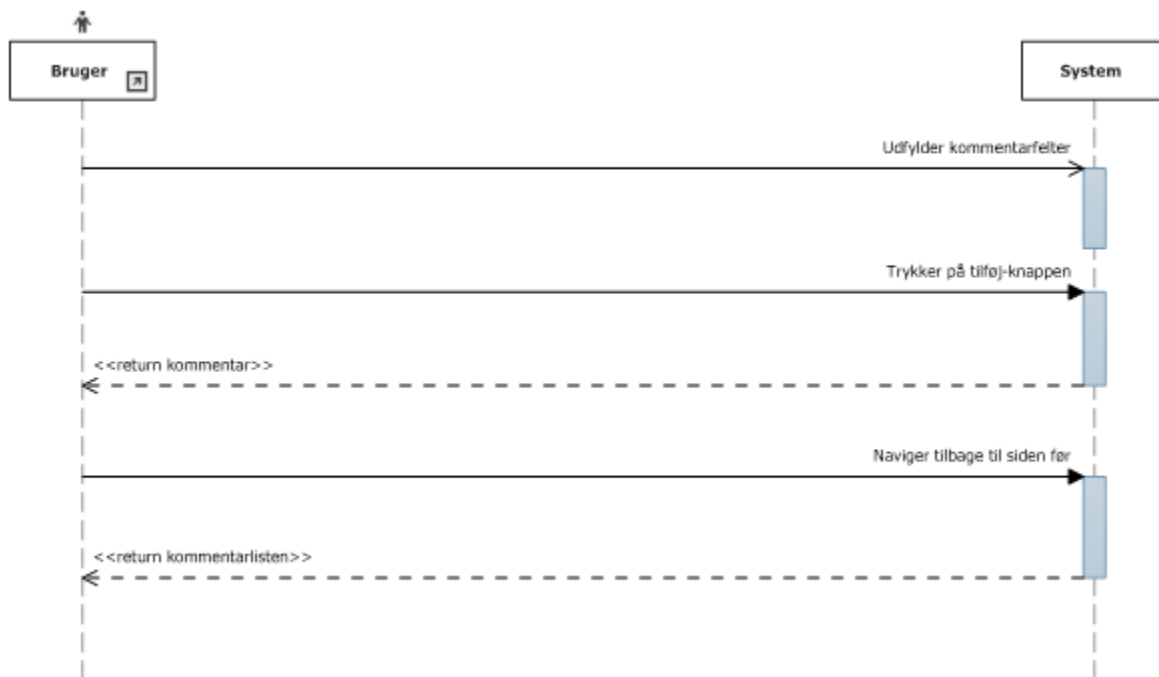 Bruger
System
Udfylder kommentarfelter
Trykker på tilføj-knappen
<<return kommentar>>
Naviger tilbage til siden før
<<return kommentarlisten>>